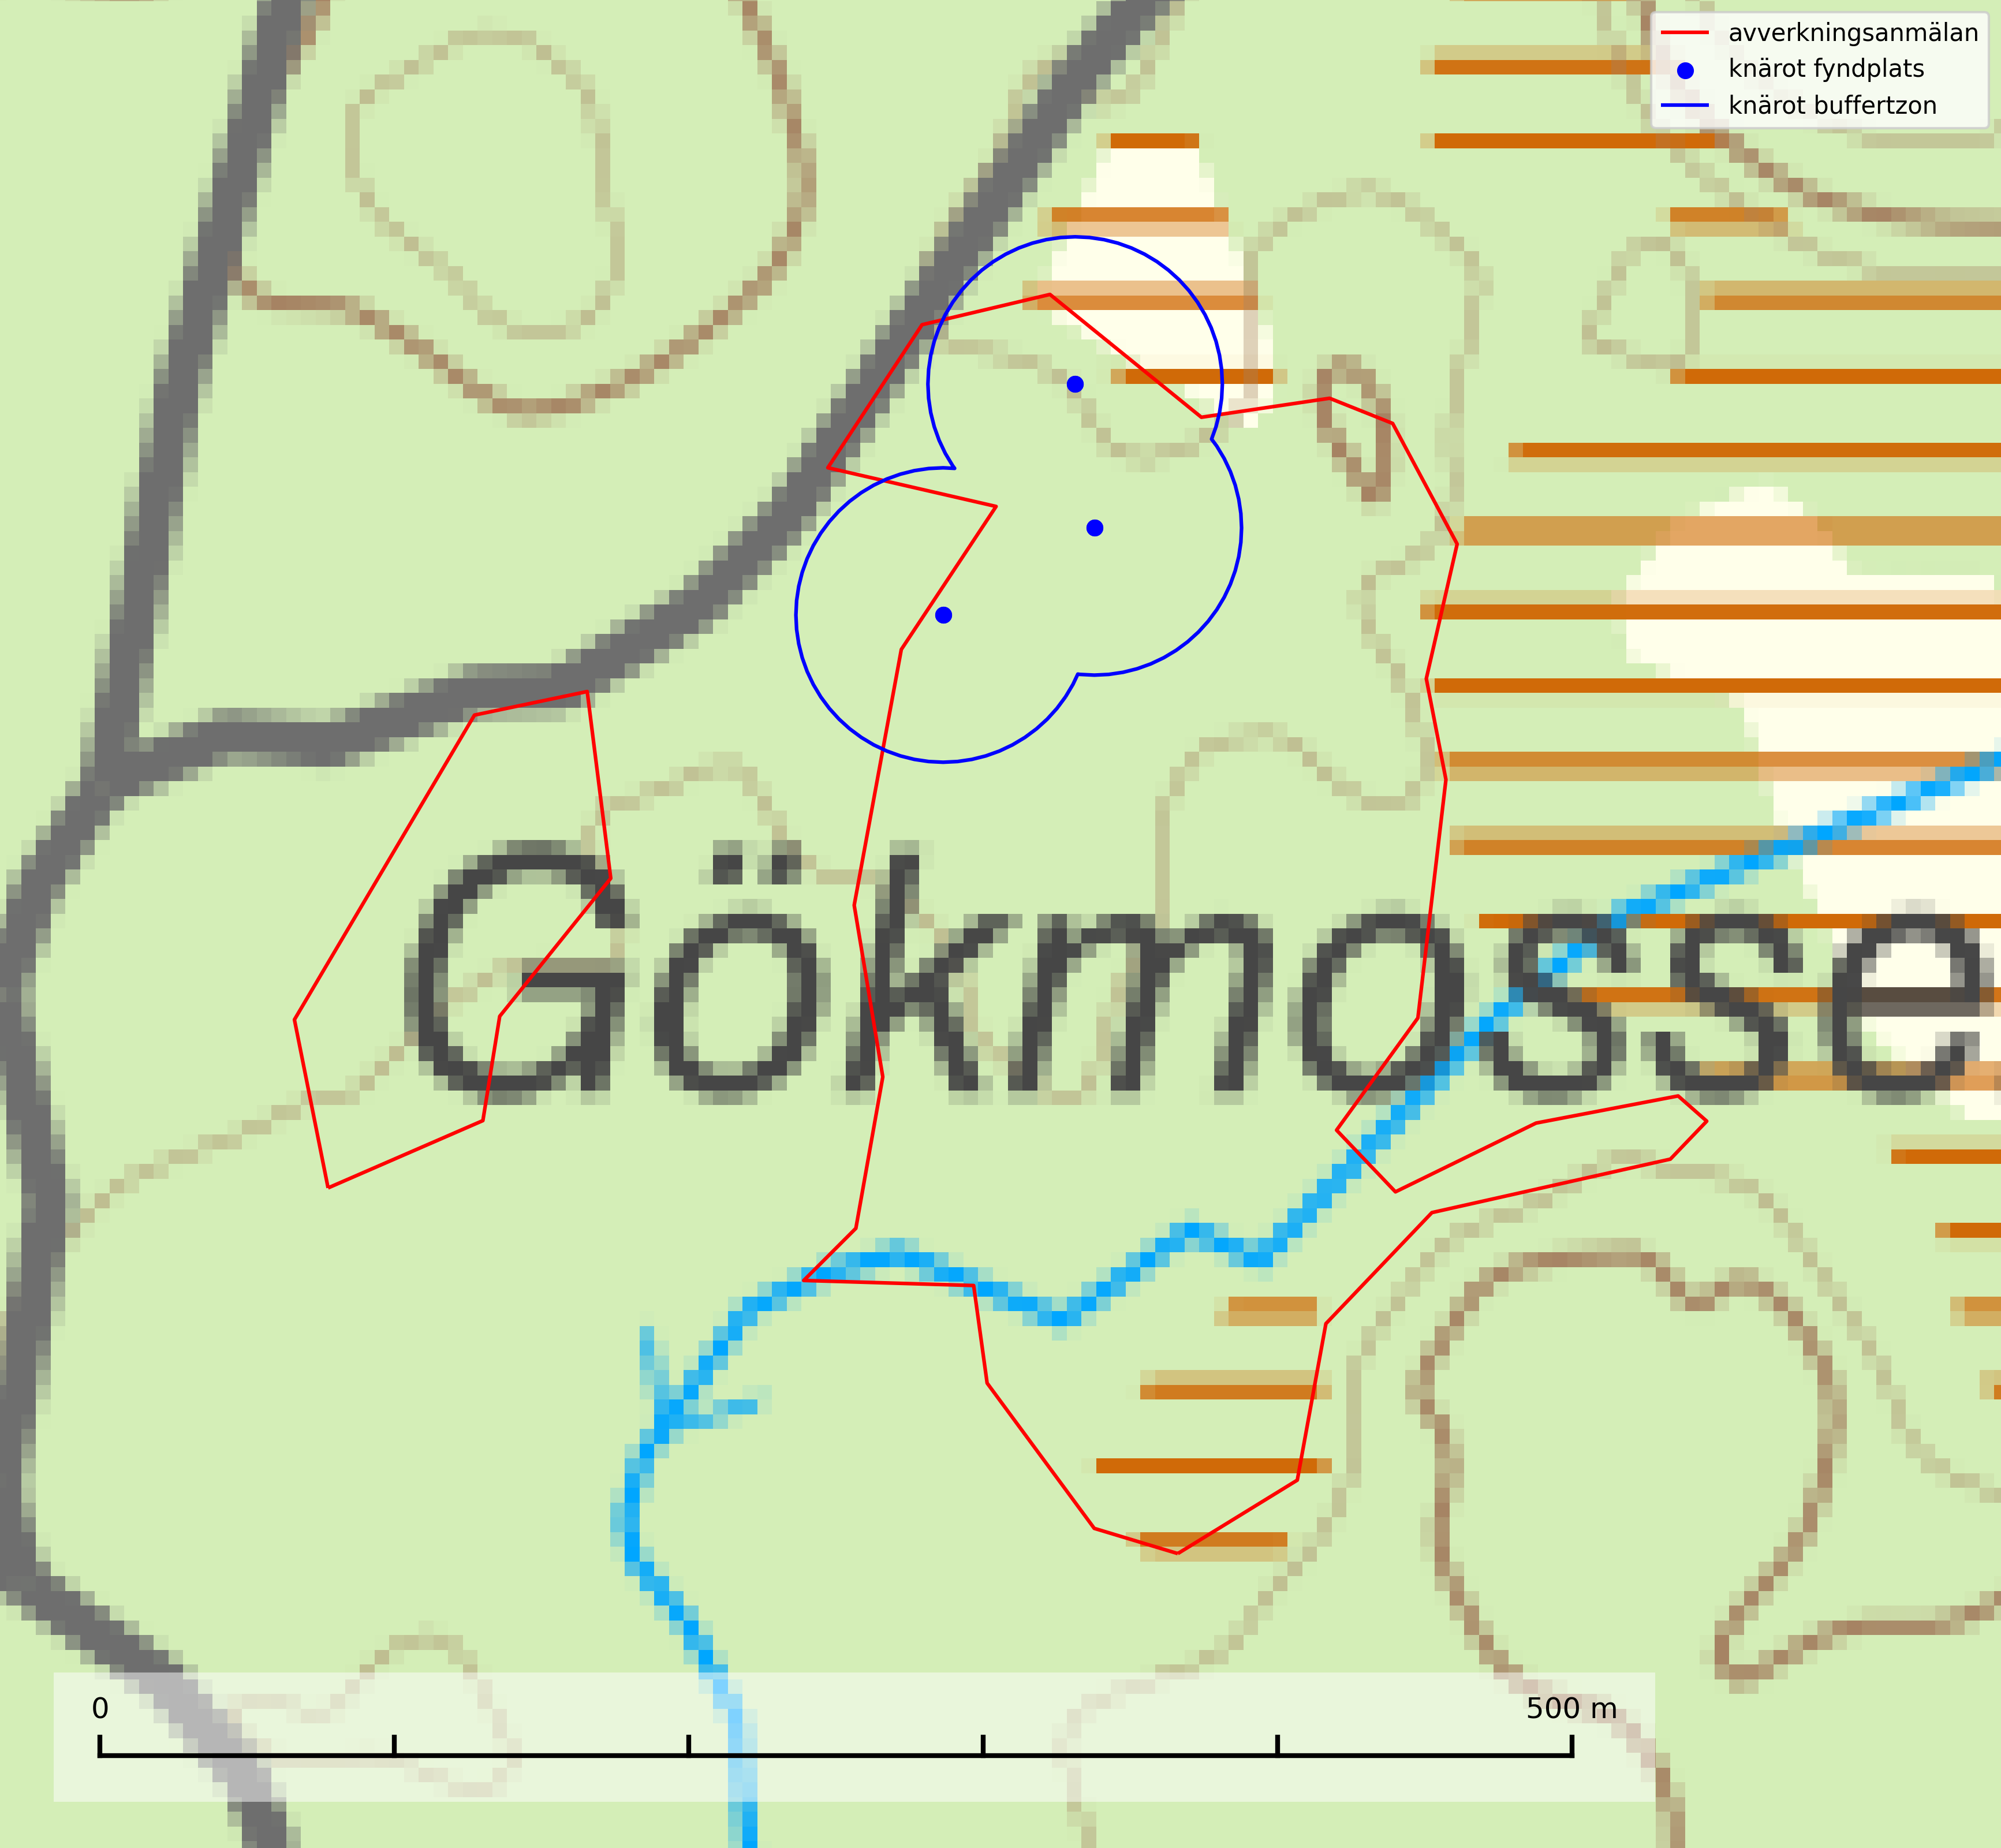 avverkningsanmälan
knärot fyndplats
knärot buffertzon
Gökmosse
0 500 m